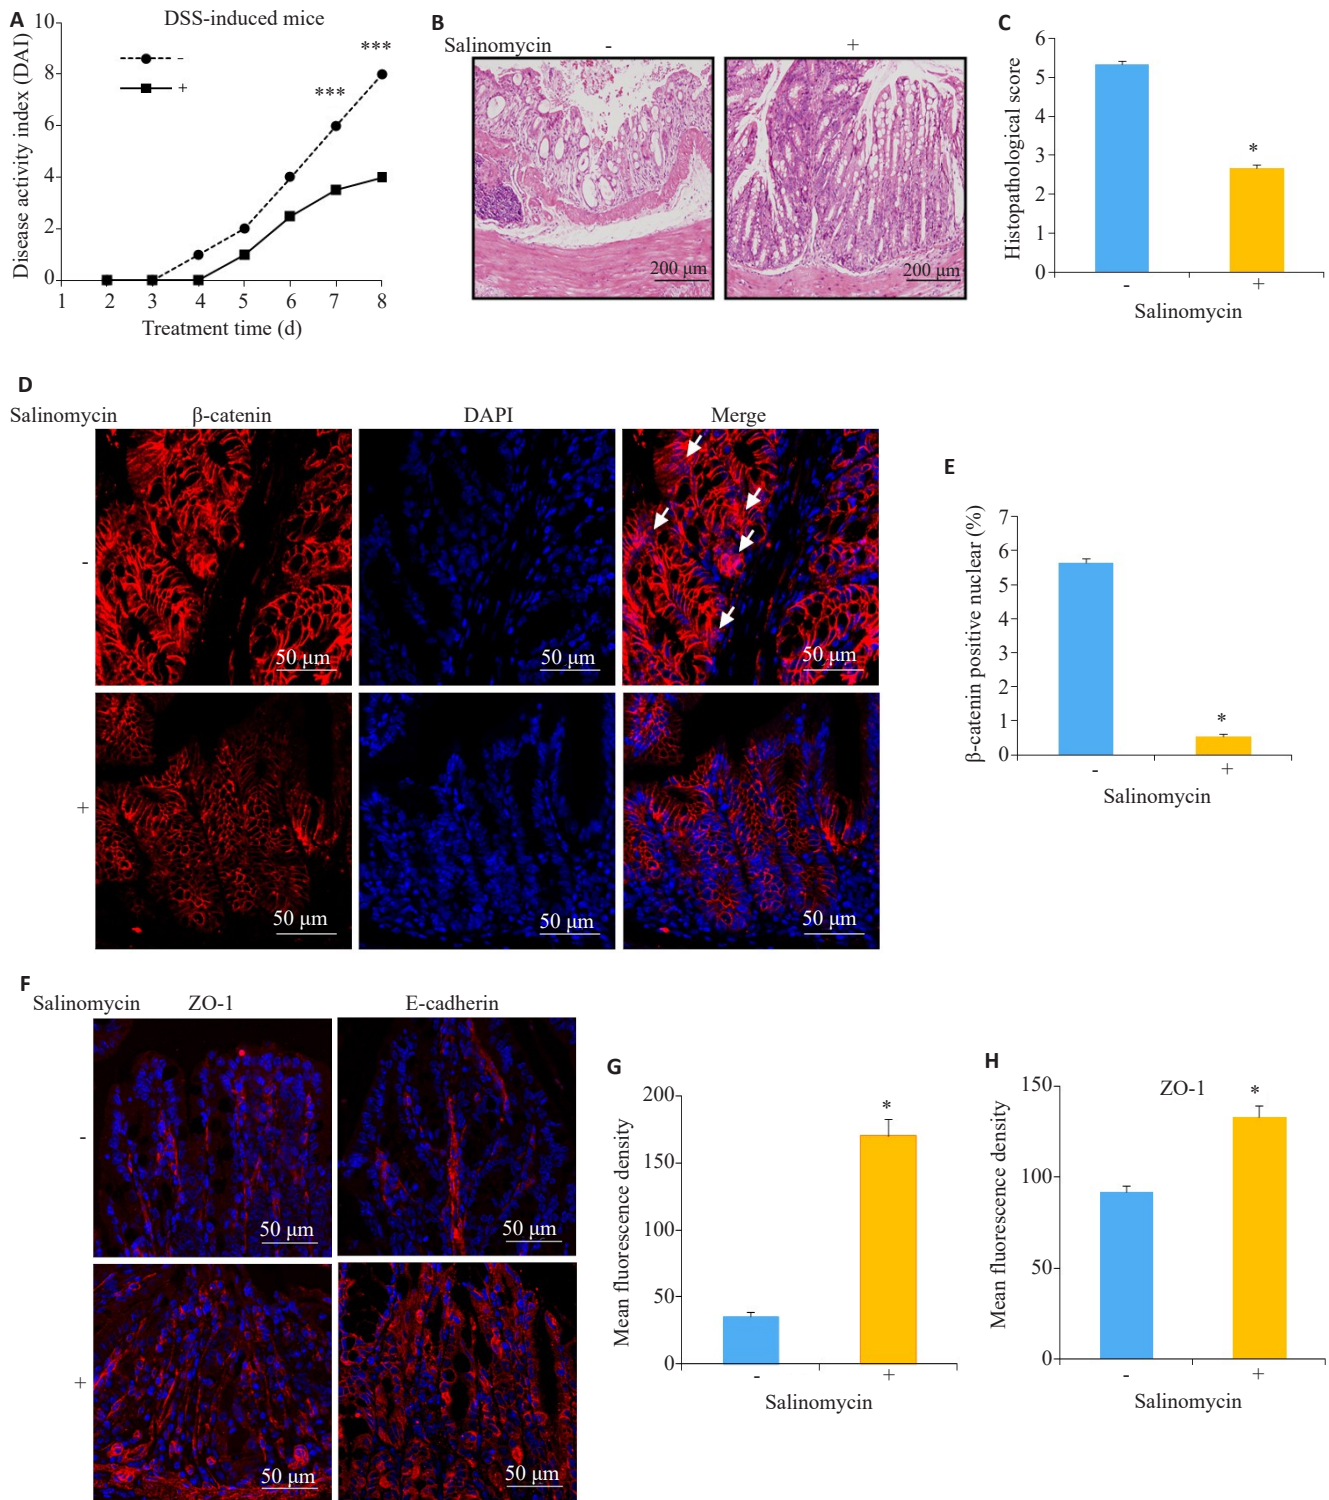 A
DSS-induced mice
Disease activity index (DAI)
10
8
6
4
2
0
-
+
***
***
1 2 3 4 5 6 7 8
Treatment time (d)
B
Salinomycin - +
200 μm
200 μm
C
Histopathological score
6
5
4
3
2
1
0
*
- +
Salinomycin
D
Salinomycin β-catenin DAPI Merge
-
50 μm 50 μm 50 μm
+
50 μm 50 μm 50 μm
E
β-catenin positive nuclear (%)
7
6
5
4
3
2
1
0
*
- +
Salinomycin
F
Salinomycin ZO-1 E-cadherin
-
50 μm 50 μm
+
50 μm 50 μm
G
Mean fluorescence density
200
150
100
50
0
*
- +
Salinomycin
H
ZO-1
Mean fluorescence density
150
100
50
0
*
- +
Salinomycin